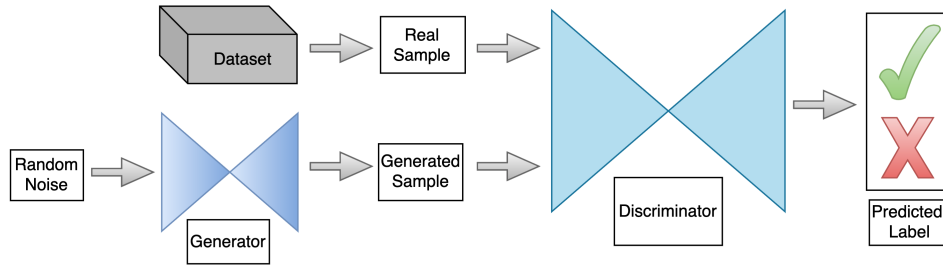 Dataset
Real
Sample
Random
Noise
Generator
Generated
Sample
Discriminator
Predicted
Label